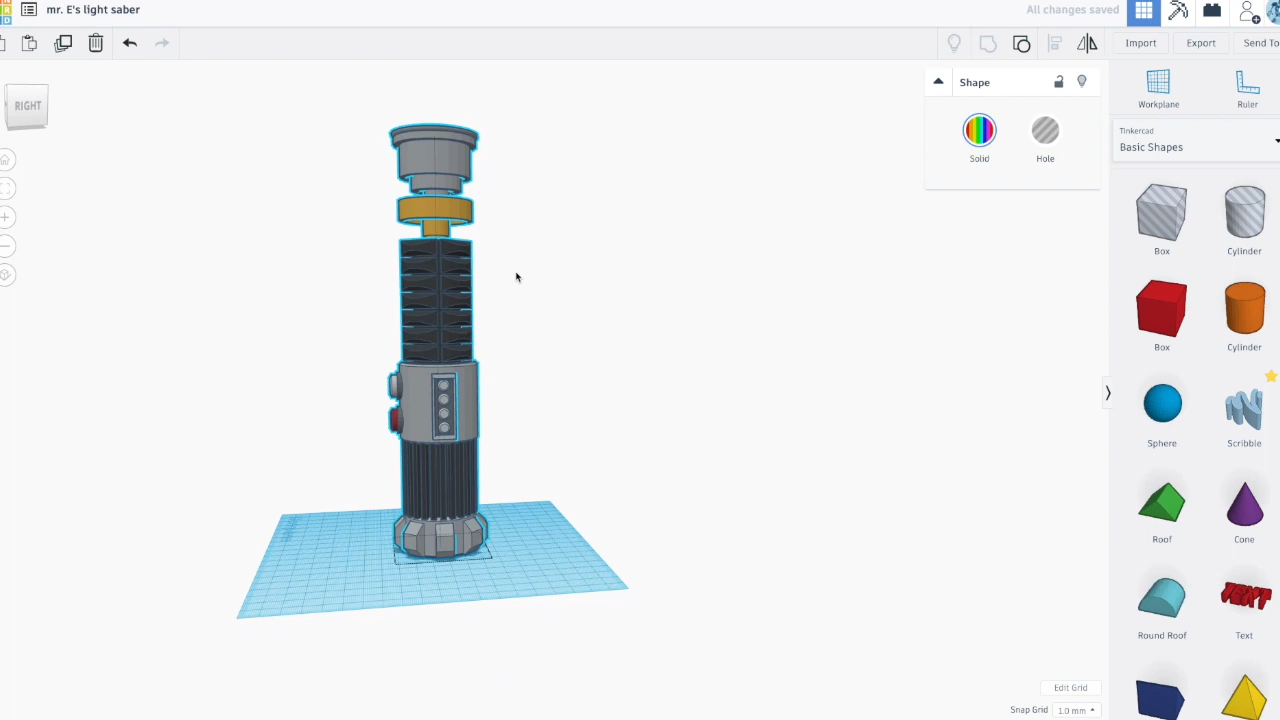 mr. E's light saber
All changes saved
Import
Export
Send To
RIGHT
Shape
Solid
Hole
Workplane
Ruler
Tinkercad
Basic Shapes
Box
Cylinder
Box
Cylinder
Sphere
Scribble
Roof
Cone
Round Roof
Text
TEXT
Edit Grid
Snap Grid
1.0 mm